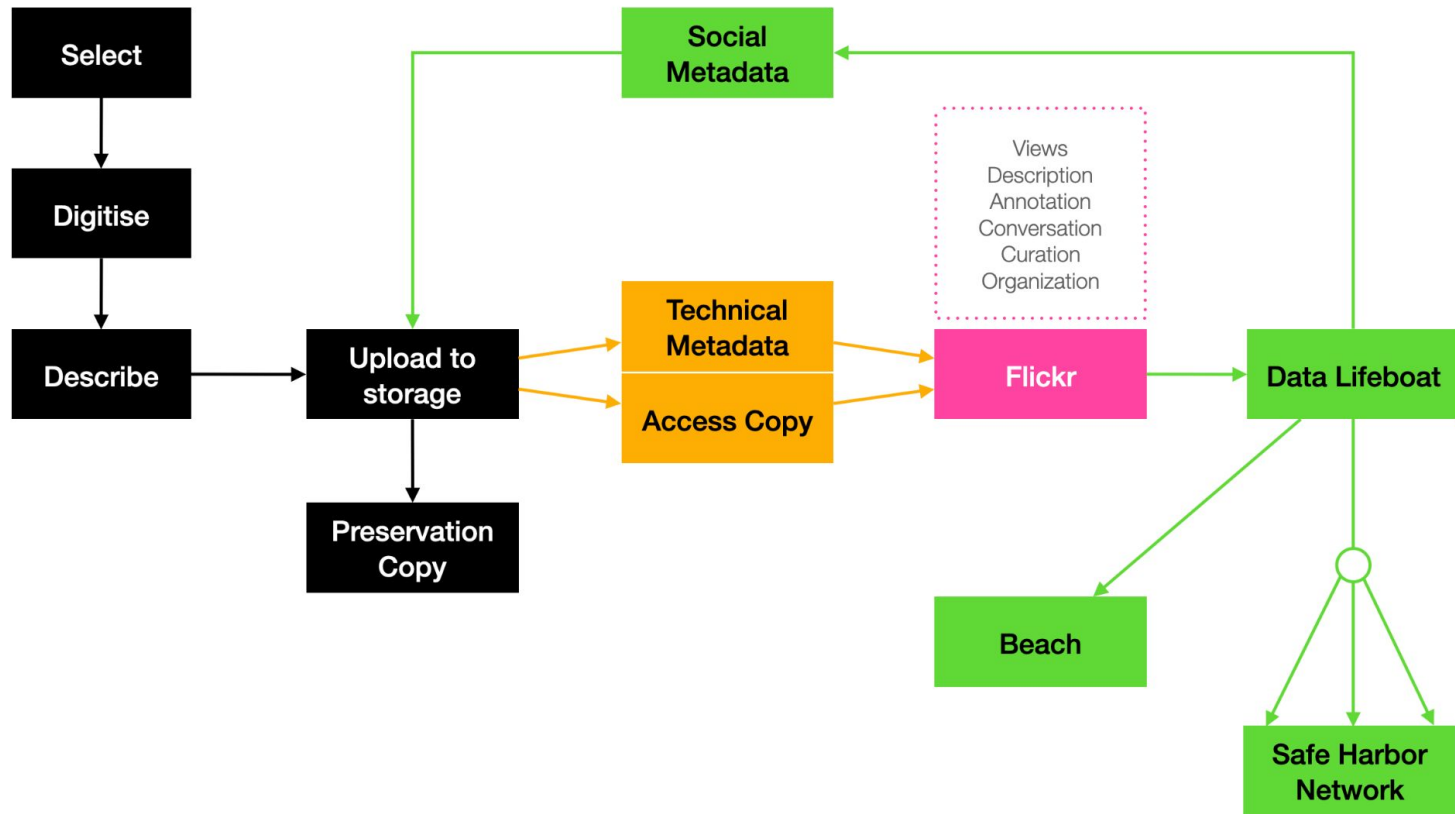 Select
Digitise
Describe
Upload to
storage
Preservation
Copy
Social
Metadata
Technical
Metadata
Access Copy
Views
Description
Annotation
Conversation
Curation
Organization
Flickr
Data Lifeboat
Beach
Safe Harbor
Network